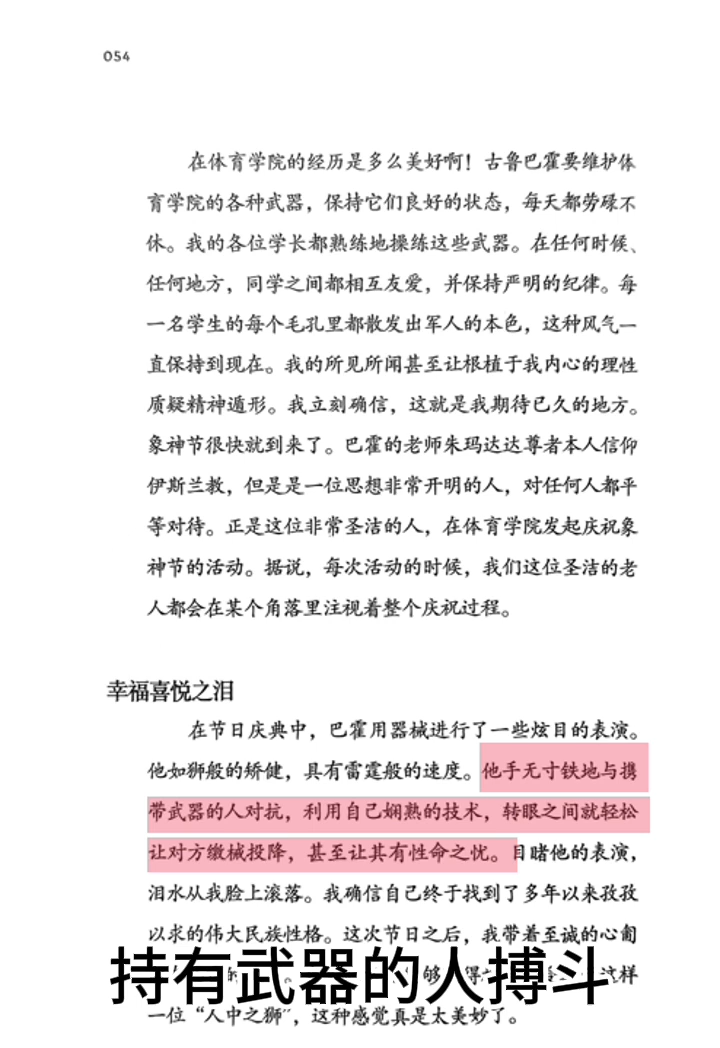 054
在体育学院的经历是多么美好啊！古鲁巴霍要维护体
育学院的各种武器，保持它们良好的状态，每天都劳碌不
休。我的各位学长都熟练地操练这些武器。在任何时候、
任何地方，同学之间都相互友爱，并保持严明的纪律。每
一名学生的每个毛孔里都散发出军人的本色，这种风气一
直保持到现在。我的所见所闻甚至让根植于我内心的理性
质疑精神遁形。我立刻确信，这就是我期待已久的地方。
象神节很快就到来了。巴霍的老师朱玛达达尊者本人信仰
伊斯兰教，但是是一位思想非常开明的人，对任何人都平
等对待。正是这位非常圣洁的人，在体育学院发起庆祝象
神节的活动。据说，每次活动的时候，我们这位圣洁的老
人都会在某个角落里注视着整个庆祝过程。
幸福喜悦之泪
在节日庆典中，巴霍用器械进行了一些炫目的表演。
他如狮般的矫健，具有雷霆般的速度。他手无寸铁地与携
带武器的人对抗，利用自己娴熟的技术，转眼之间就轻松
让对方缴械投降，甚至让其有性命之忧。目睹他的表演，
泪水从我脸上滚落。我确信自己终于找到了多年以来孜孜
以求的伟大民族性格。这次节日之后，我带着至诚的心匍
够 得 这样
持有武器的人搏斗
一位“人中之狮”，这种感觉真是太美妙了。